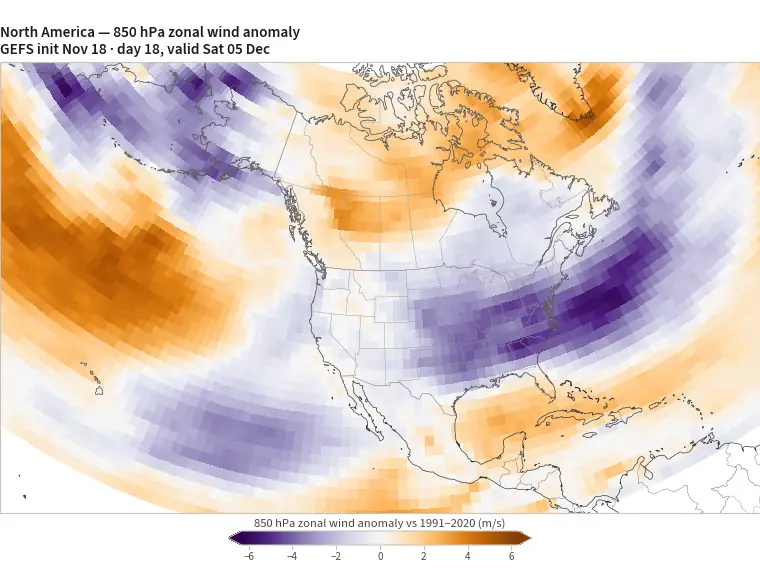 North America — 850 hPa zonal wind anomaly
GEFS init Nov 18 · day 18, valid Sat 05 Dec
850 hPa zonal wind anomaly vs 1991–2020 (m/s)
−6 −4 −2 0 2 4 6